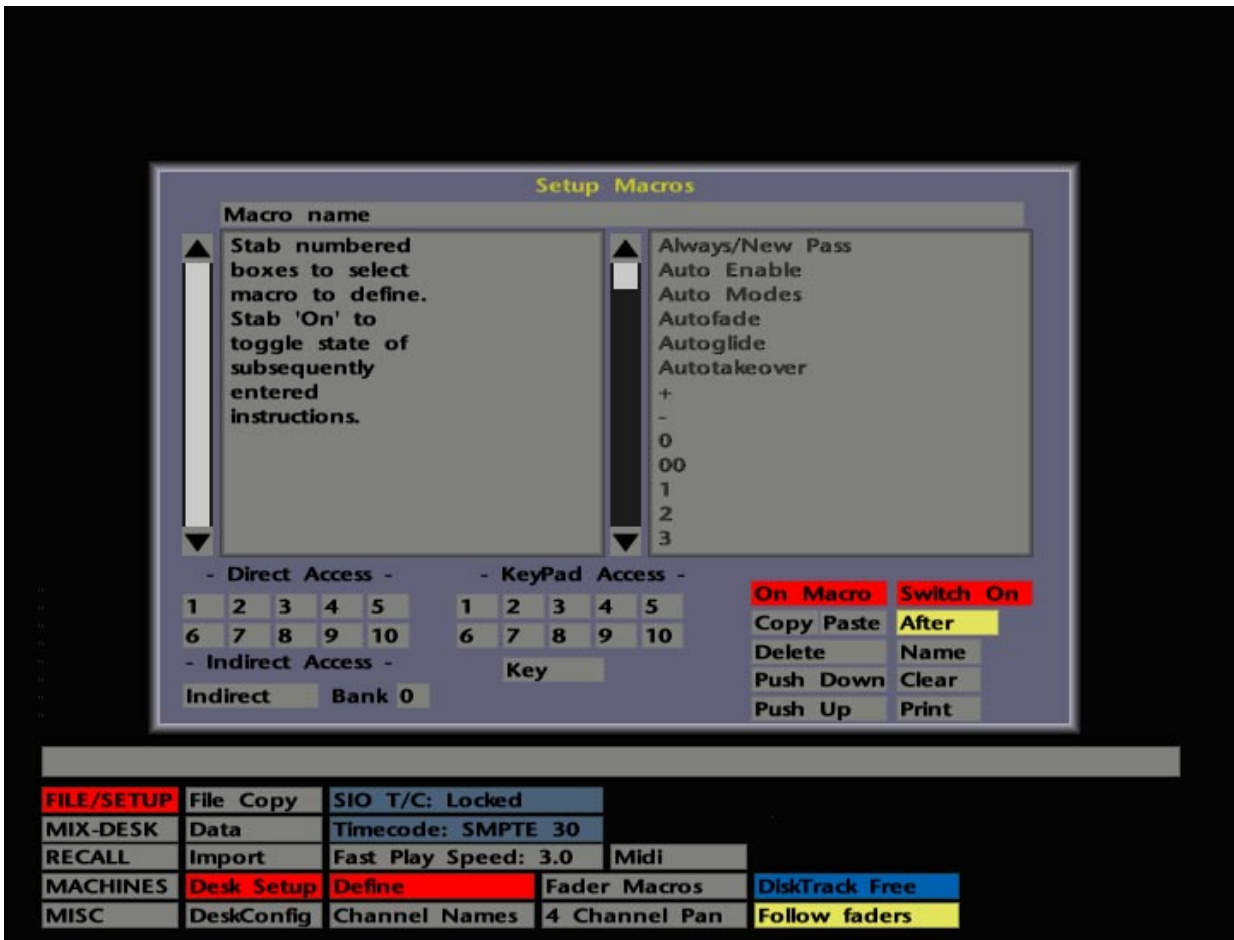 Setup Macros
Macro name
Stab numbered
boxes to select
macro to define.
Stab 'On' to
toggle state of
subsequently
entered
instructions.
Always/New Pass
Auto Enable
Auto Modes
Autofade
Autoglide
Autotakeover
+
-
0
00
1
2
3
- Direct Access -
1 2 3 4 5
6 7 8 9 10
- Indirect Access -
Indirect Bank 0
- KeyPad Access -
1 2 3 4 5
6 7 8 9 10
Key
On Macro Switch On
Copy Paste After
Delete Name
Push Down Clear
Push Up Print
FILE/SETUP File Copy SIO T/C: Locked
MIX-DESK Data Timecode: SMPTE 30
RECALL Import Fast Play Speed: 3.0 Midi
MACHINES Desk Setup Define Fader Macros DiskTrack Free
MISC DeskConfig Channel Names 4 Channel Pan Follow faders